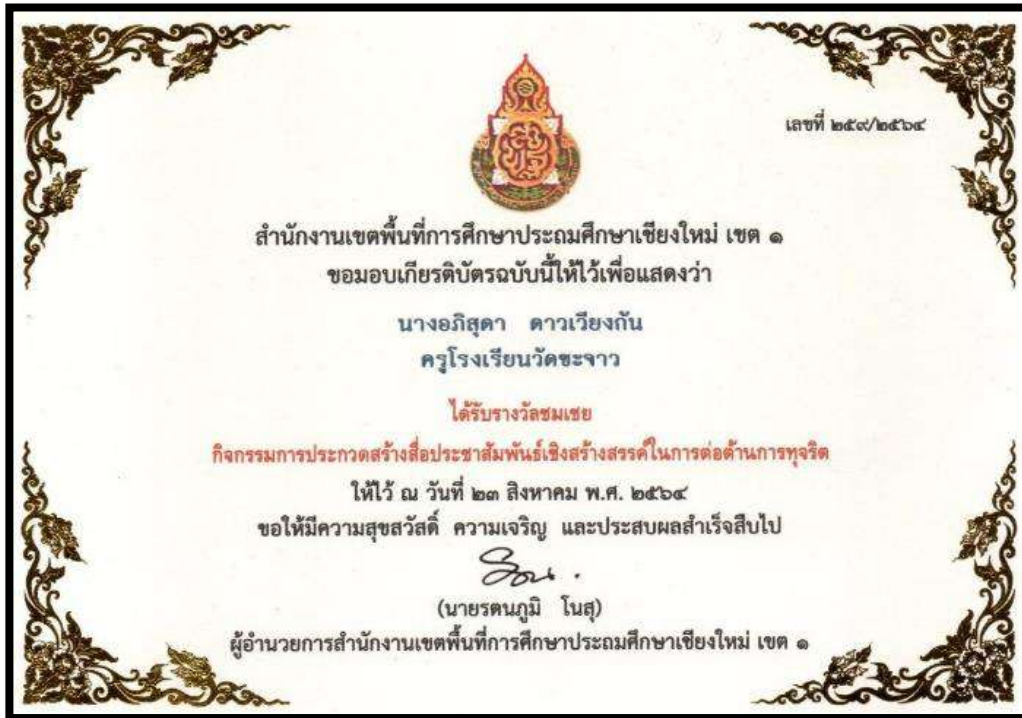 เลขที่ ๒๕๙/๒๕๖๔
สำนักงานเขตพื้นที่การศึกษาประถมศึกษาเชียงใหม่ เขต ๑
ขอมอบเกียรติบัตรฉบับนี้ให้ไว้เพื่อแสดงว่า
นางอภิสุดา ดาวเวียงกัน
ครูโรงเรียนวัดขะจาว
ได้รับรางวัลชมเชย
กิจกรรมการประกวดสร้างสื่อประชาสัมพันธ์เชิงสร้างสรรค์ในการต่อต้านการทุจริต
ให้ไว้ ณ วันที่ ๒๓ สิงหาคม พ.ศ. ๒๕๖๔
ขอให้มีความสุขสวัสดิ์ ความเจริญ และประสบผลสำเร็จสืบไป
(นายรตนภูมิ โนสุ)
ผู้อำนวยการสำนักงานเขตพื้นที่การศึกษาประถมศึกษาเชียงใหม่ เขต ๑